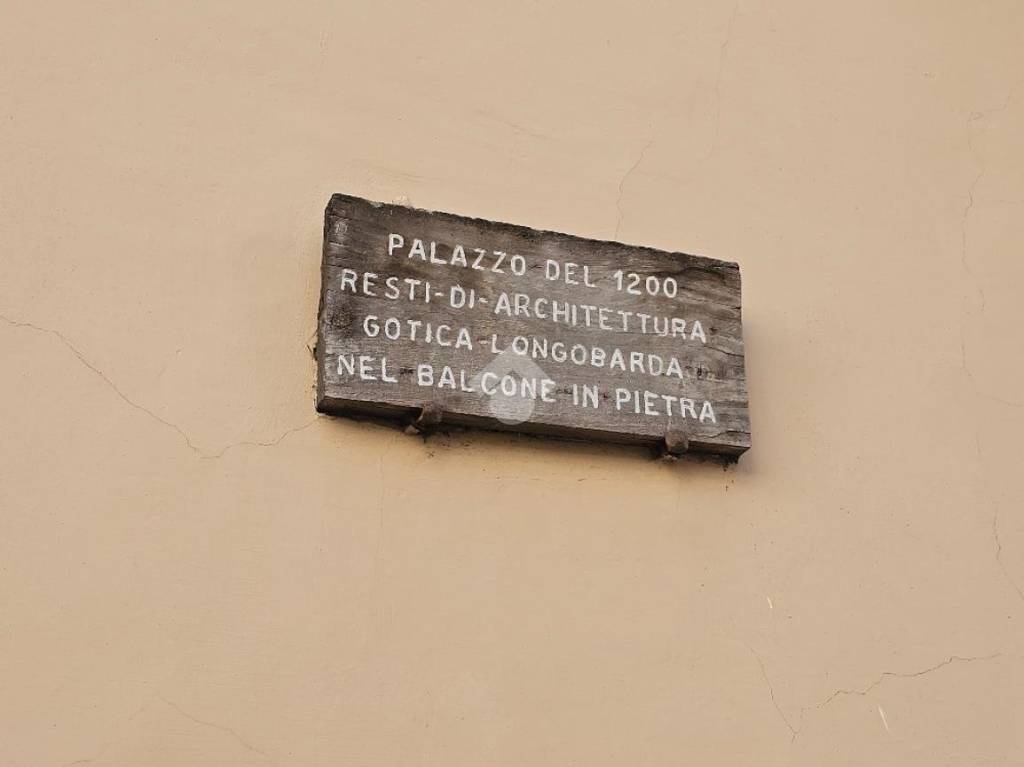 PALAZZO DEL 1200
RESTI-DI-ARCHITETTURA
GOTICA-LONGOBARDA
NEL BALCONE IN PIETRA